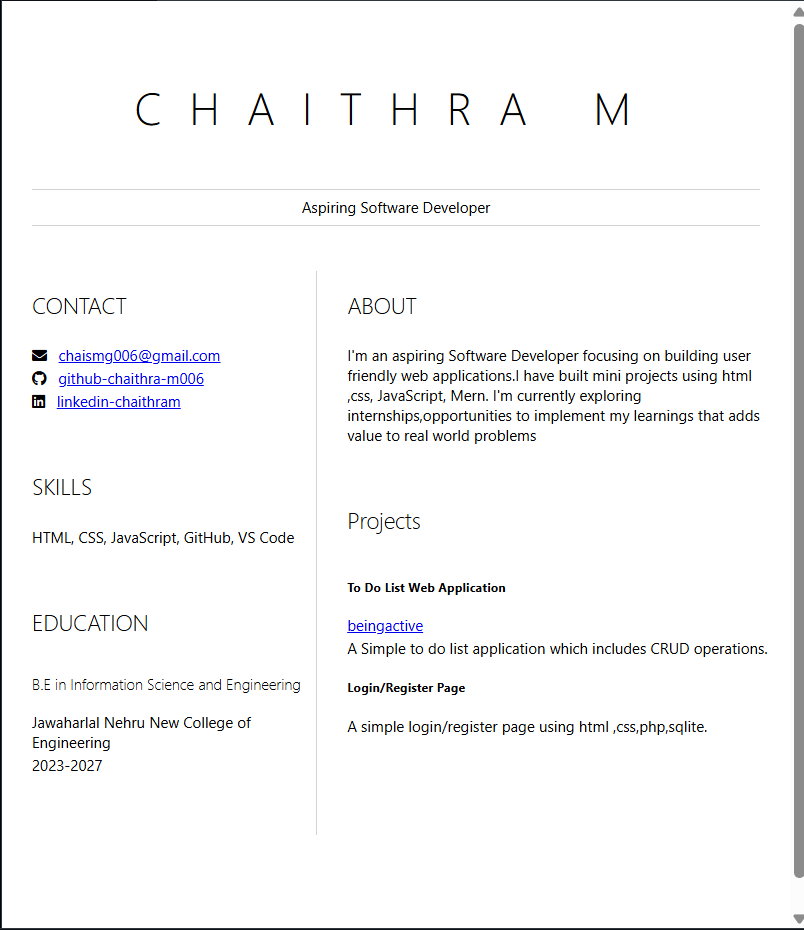 C H A I T H R A M
Aspiring Software Developer
CONTACT
chaismg006@gmail.com
github-chaithra-m006
linkedin-chaithram
SKILLS
HTML, CSS, JavaScript, GitHub, VS Code
EDUCATION
B.E in Information Science and Engineering
Jawaharlal Nehru New College of
Engineering
2023-2027
ABOUT
I'm an aspiring Software Developer focusing on building user
friendly web applications.I have built mini projects using html
,css, JavaScript, Mern. I'm currently exploring
internships,opportunities to implement my learnings that adds
value to real world problems
Projects
To Do List Web Application
beingactive
A Simple to do list application which includes CRUD operations.
Login/Register Page
A simple login/register page using html ,css,php,sqlite.